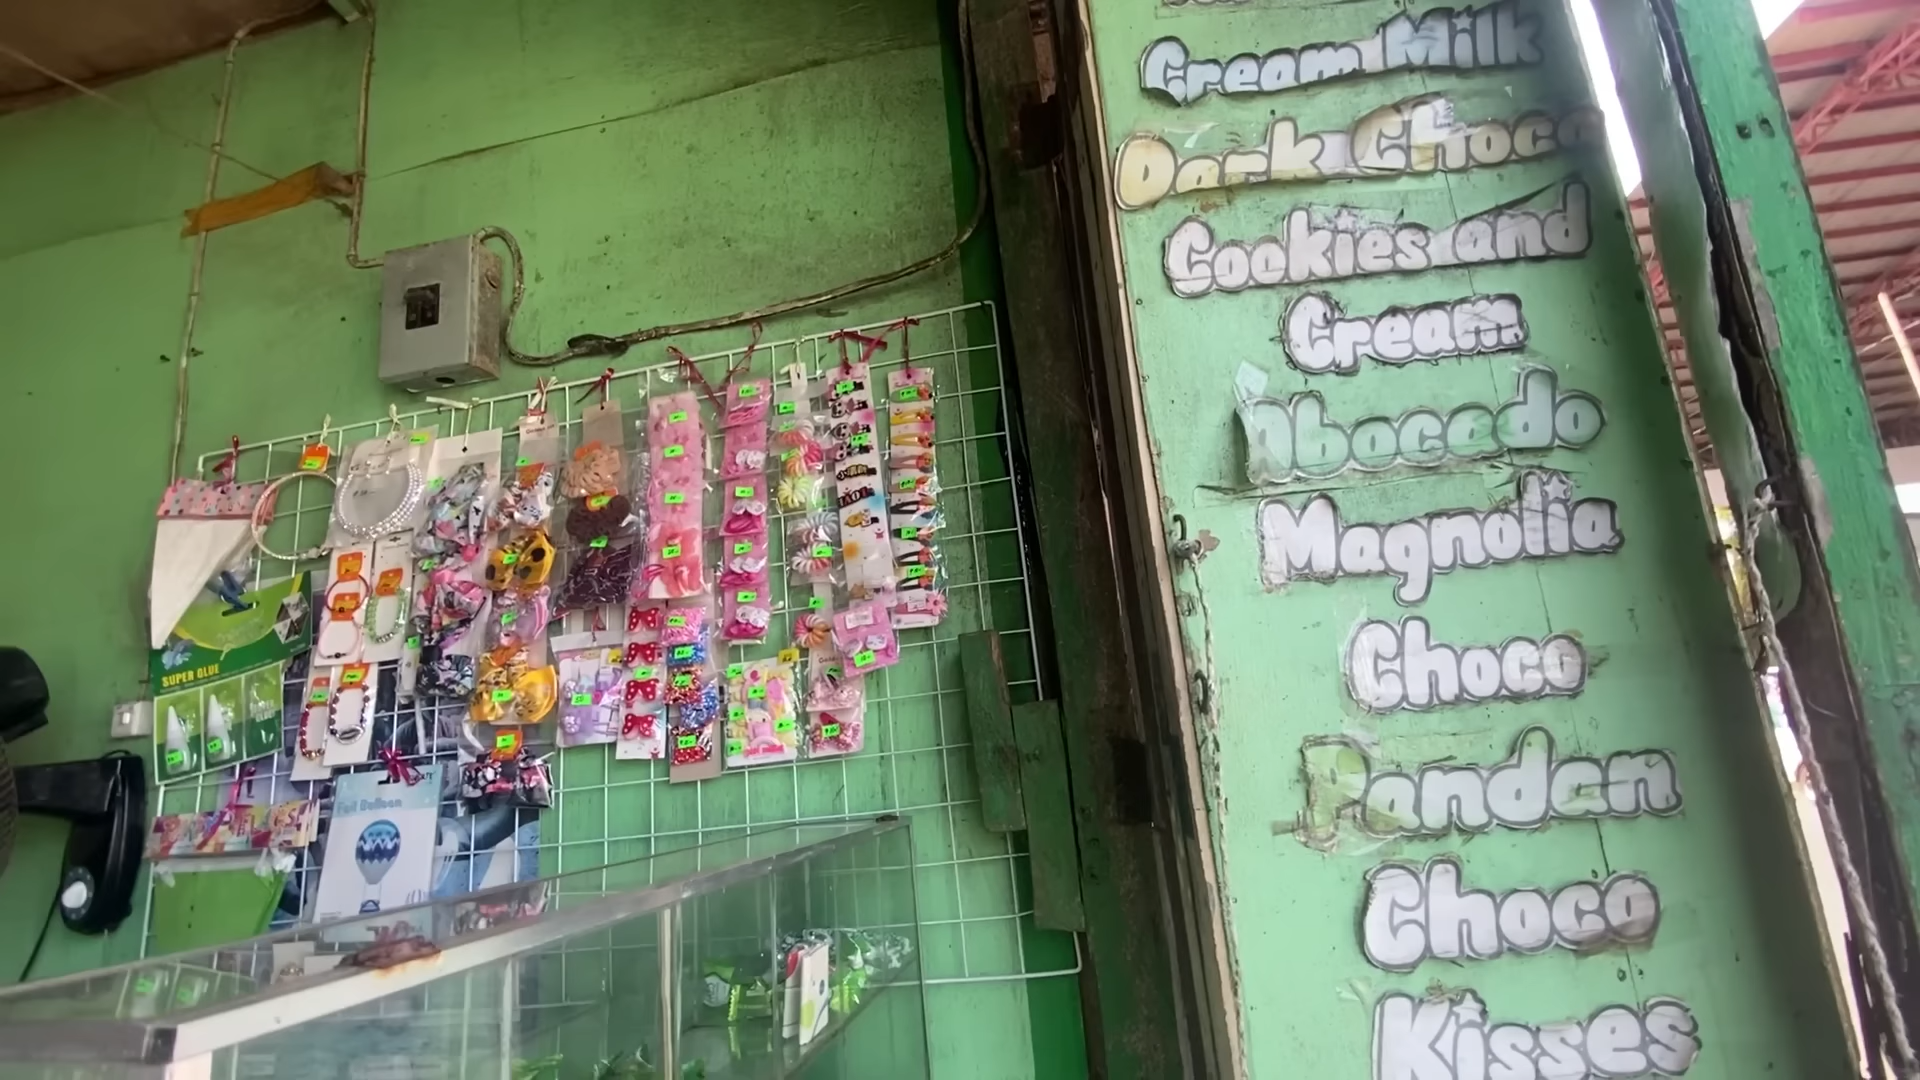 Cream Milk
Dark Choco
Cookies and
Cream
Abocado
Magnolia
Choco
Pandan
Choco
Kisses
SUPER GLUE
Foil Balloon